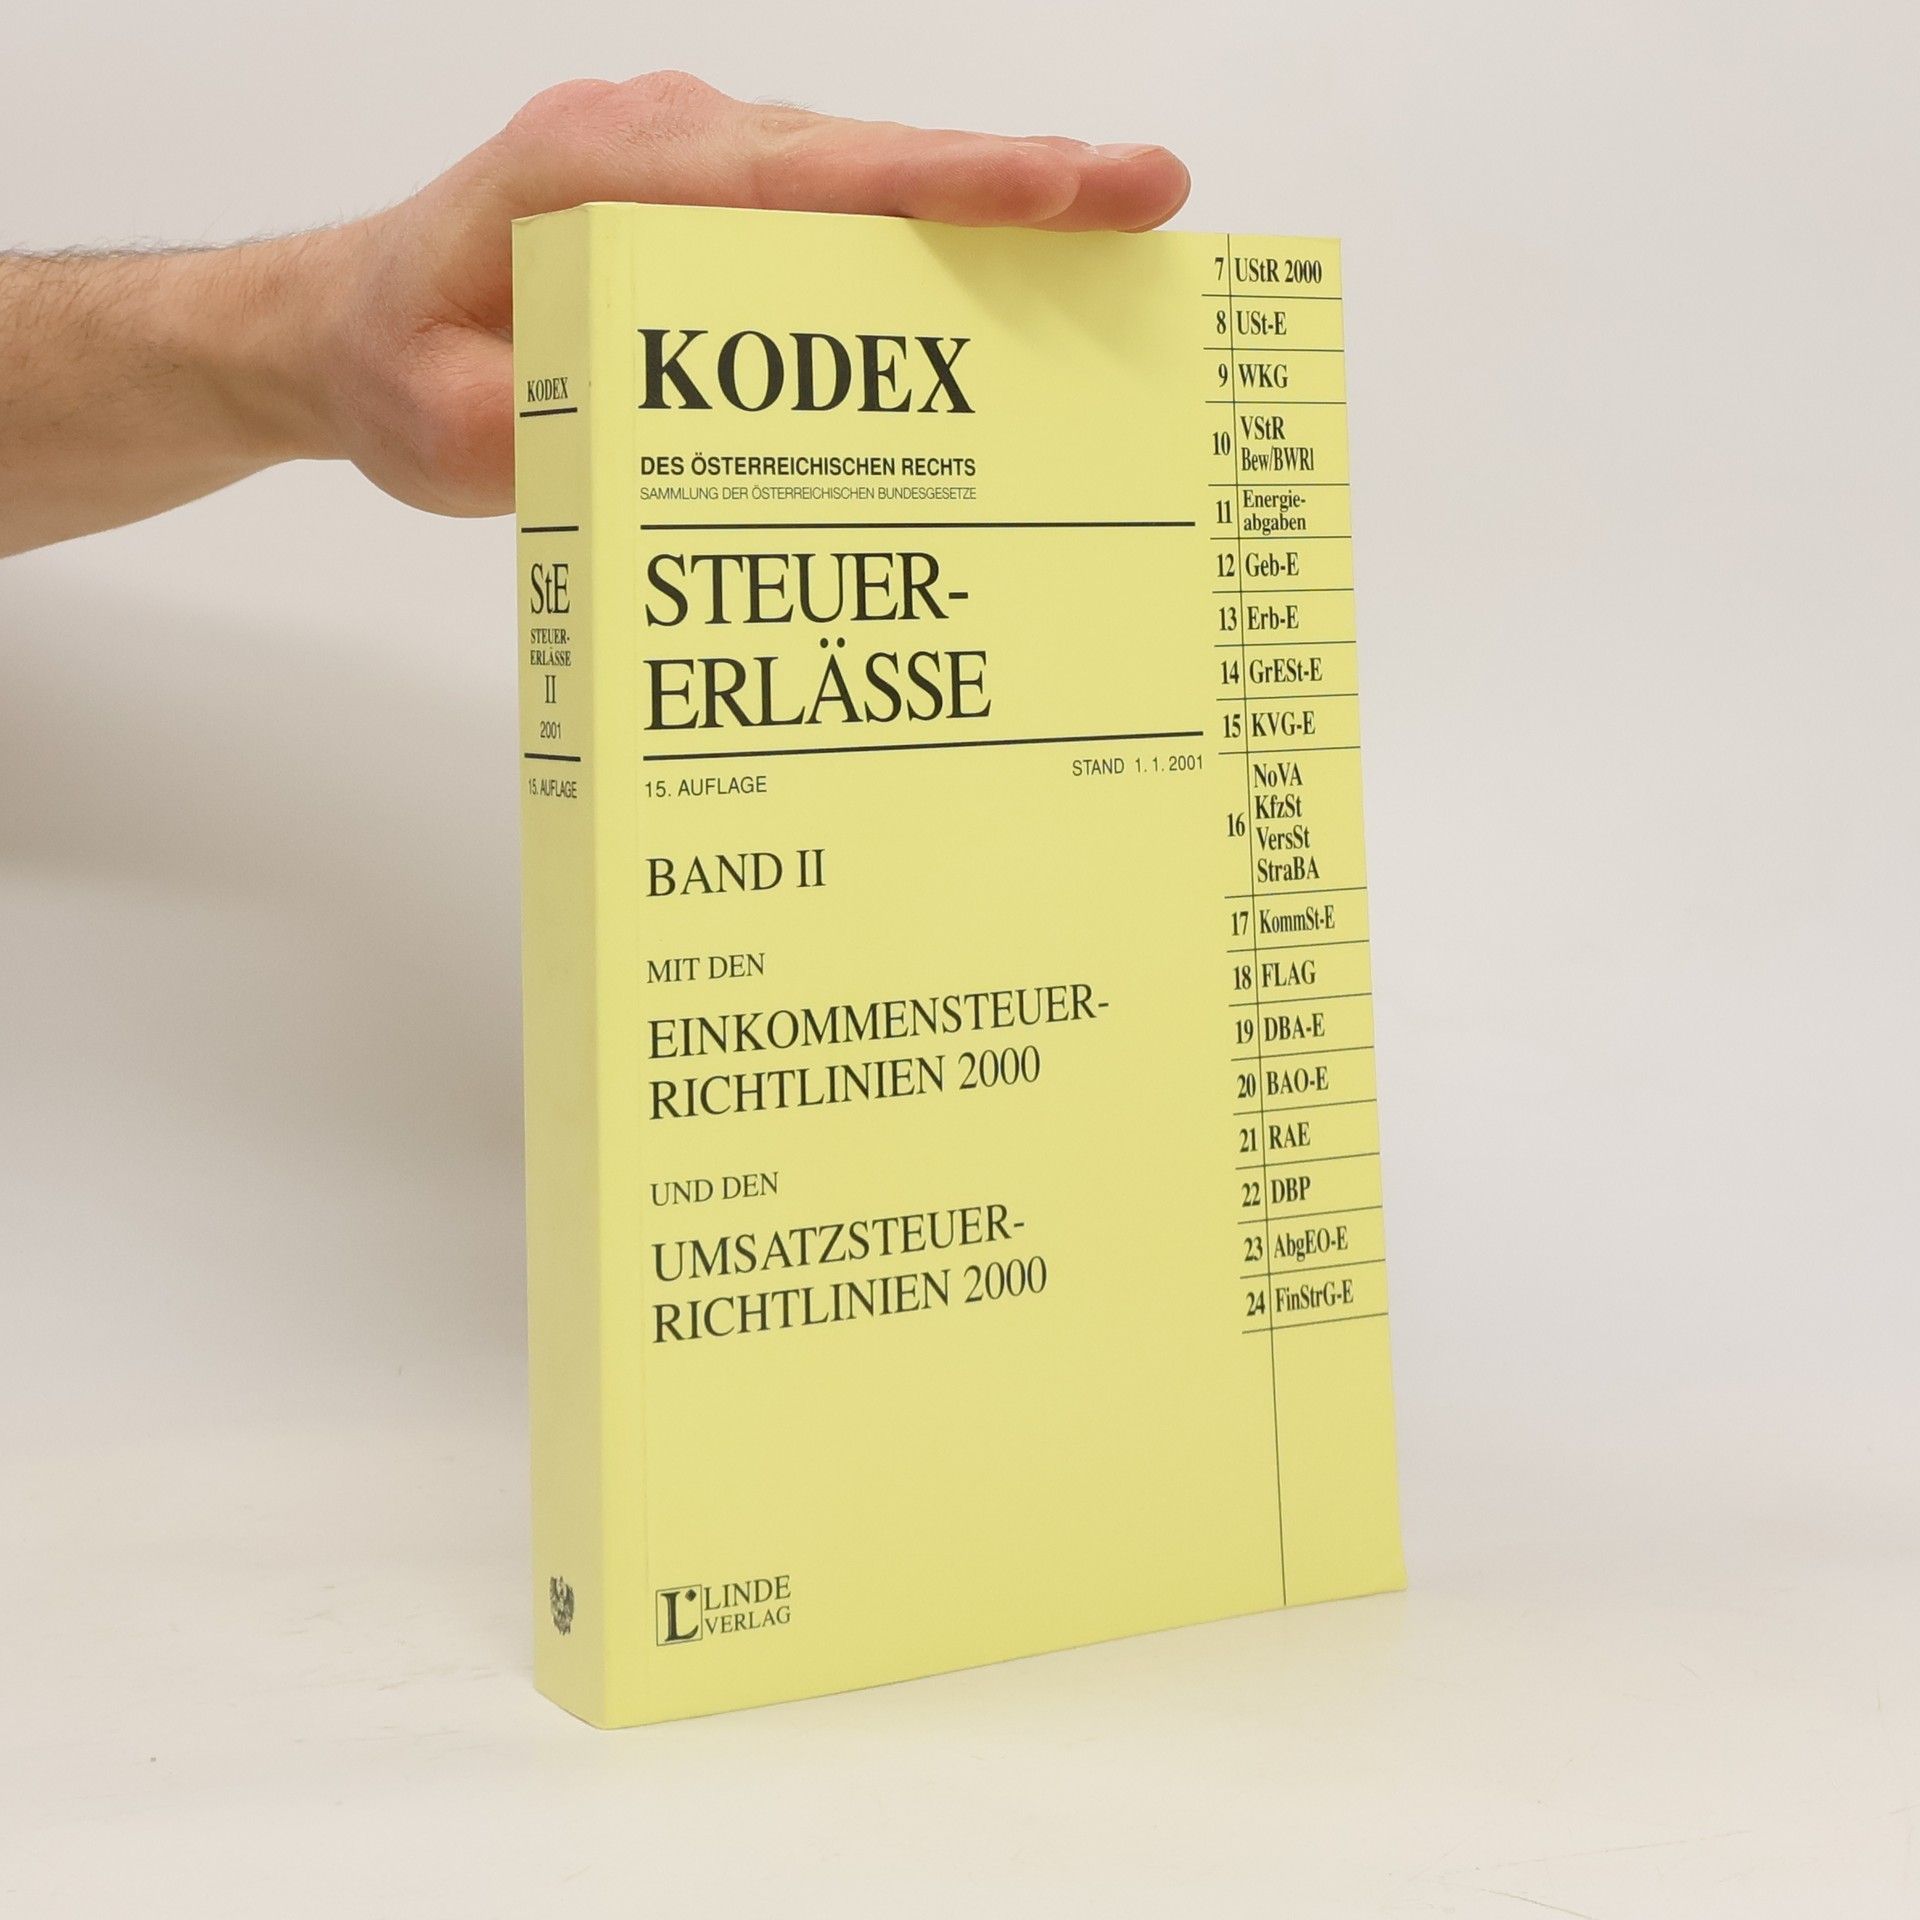 KODEX
StE
STEUER-
ERLÄSSE
II
2001
15. AUFLAGE
KODEX
DES ÖSTERREICHISCHEN RECHTS
SAMMLUNG DER ÖSTERREICHISCHEN BUNDESGESETZE
STEUER-
ERLÄSSE
15. AUFLAGE
STAND 1. 1. 2001
BAND II
MIT DEN
EINKOMMENSTEUER-
RICHTLINIEN 2000
UND DEN
UMSATZSTEUER-
RICHTLINIEN 2000
LINDE
VERLAG
7 UStR 2000
8 USt-E
9 WKG
10 VStR
Bew/BWRl
11 Energie-
abgaben
12 Geb-E
13 Erb-E
14 GrESt-E
15 KVG-E
16 NoVA
KfzSt
VersSt
StraBA
17 KommSt-E
18 FLAG
19 DBA-E
20 BAO-E
21 RAE
22 DBP
23 AbgEO-E
24 FinStrG-E